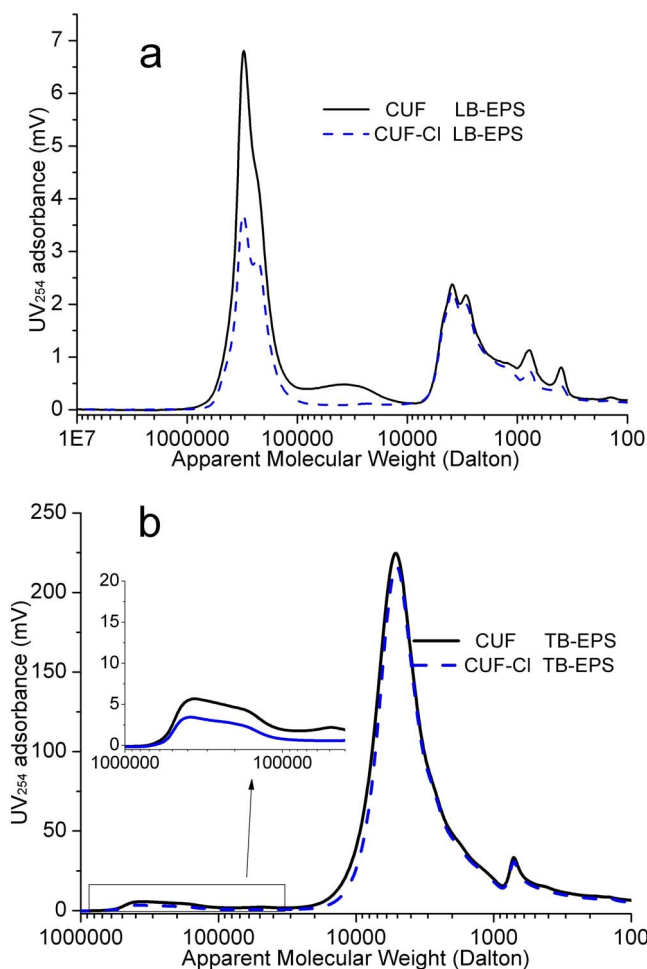 a
UV254 adsorbance (mV)
7
6
5
4
3
2
1
0
CUF LB-EPS
CUF-Cl LB-EPS
1E7 1000000 1000000 100000 1000 100
Apparent Molecular Weight (Dalton)
b
UV254 adsorbance (mV)
250
200
150
100
50
0
20
15
10
5
0
1000000 1000000
CUF TB-EPS
CUF-Cl TB-EPS
1000000 100000 10000 1000 100
Apparent Molecular Weight (Dalton)